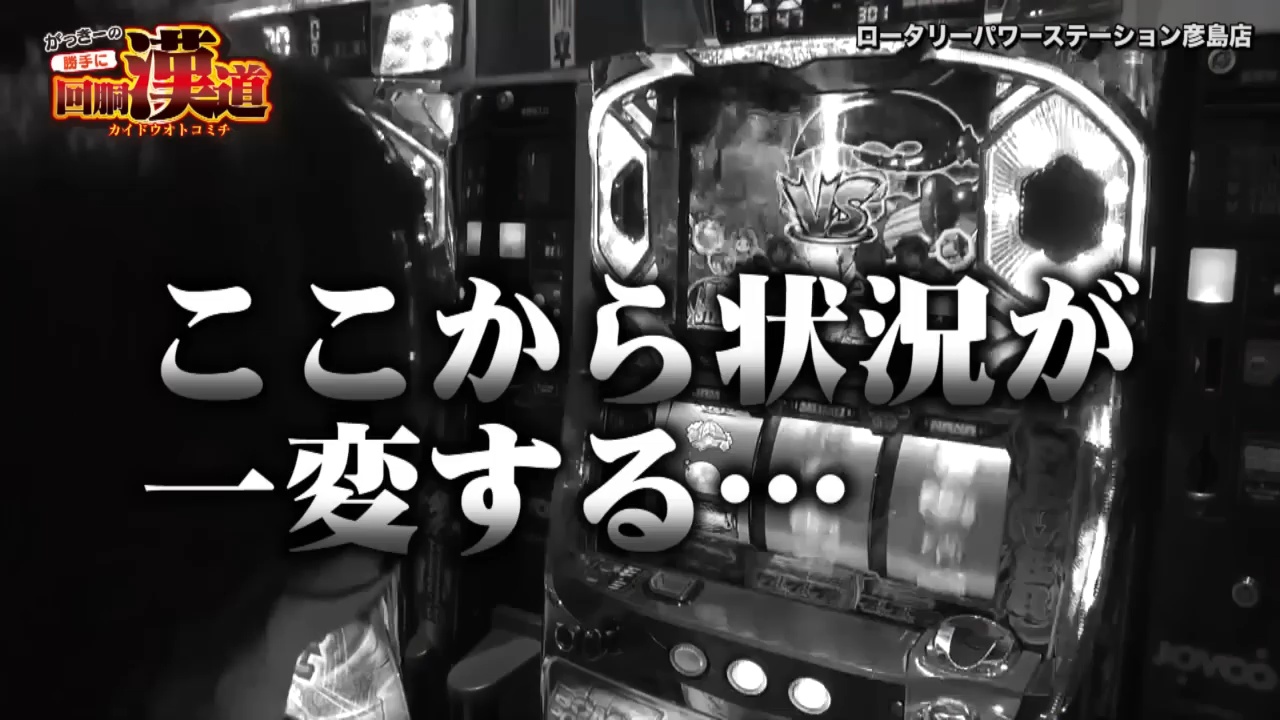 がっきーの
勝手に
回胴漢道
カイドウオトコミチ
ロータリーパワーステーション彦島店
301
VS
ここから状況が
一変する…